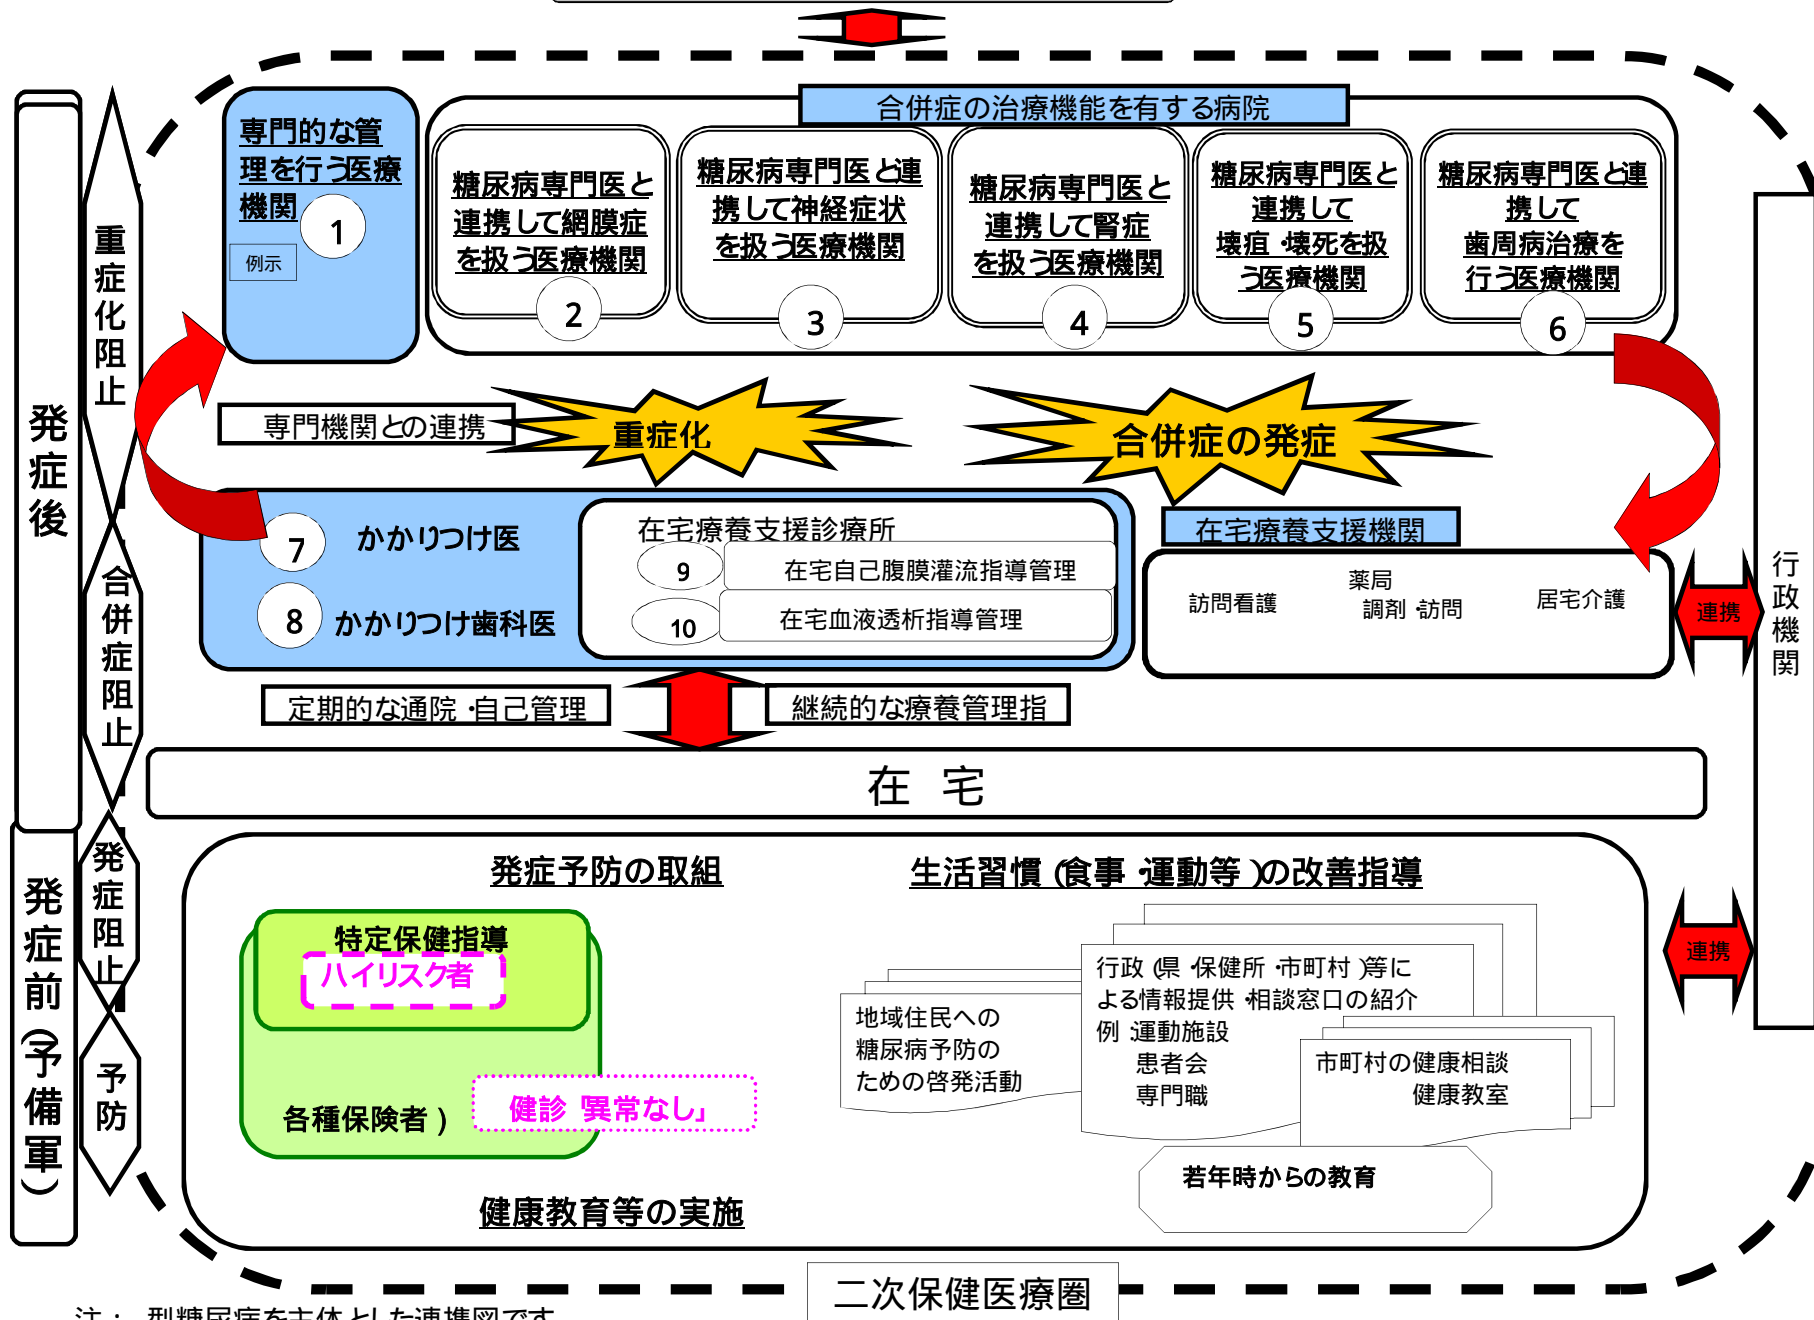 合併症の治療機能を有する病院
専門的な管
理を行う医療
機関
1
例示
糖尿病専門医と
連携して網膜症
を扱う医療機関
2
糖尿病専門医と連
携して神経症状
を扱う医療機関
3
糖尿病専門医と
連携して腎症
を扱う医療機関
4
糖尿病専門医と
連携して
壊疽・壊死を扱
う医療機関
5
糖尿病専門医と連
携して
歯周病治療を
行う医療機関
6
発症後
重症化阻止
合併症阻止
専門機関との連携
重症化
合併症の発症
7
かかりつけ医
8
かかりつけ歯科医
在宅療養支援診療所
9
在宅自己腹膜灌流指導管理
10
在宅血液透析指導管理
在宅療養支援機関
訪問看護
薬局
調剤・訪問
居宅介護
連携
行政機関
定期的な通院・自己管理
継続的な療養管理指
在 宅
発症前(予備軍)
発症阻止
予防
発症予防の取組
生活習慣(食事・運動等)の改善指導
特定保健指導
ハイリスク者
各種保険者)
健診「異常なし」
地域住民への
糖尿病予防の
ための啓発活動
行政(県・保健所・市町村)等に
よる情報提供・相談窓口の紹介
例:運動施設
患者会
専門職
市町村の健康相談
健康教室
連携
若年時からの教育
健康教育等の実施
二次保健医療圏
注: 型糖尿病を主体とした連携図です